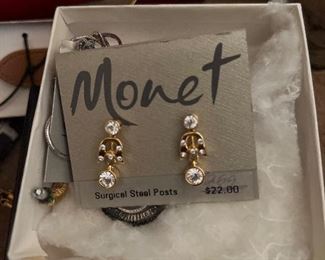 Monet
Surgical Steel Posts
$22.00